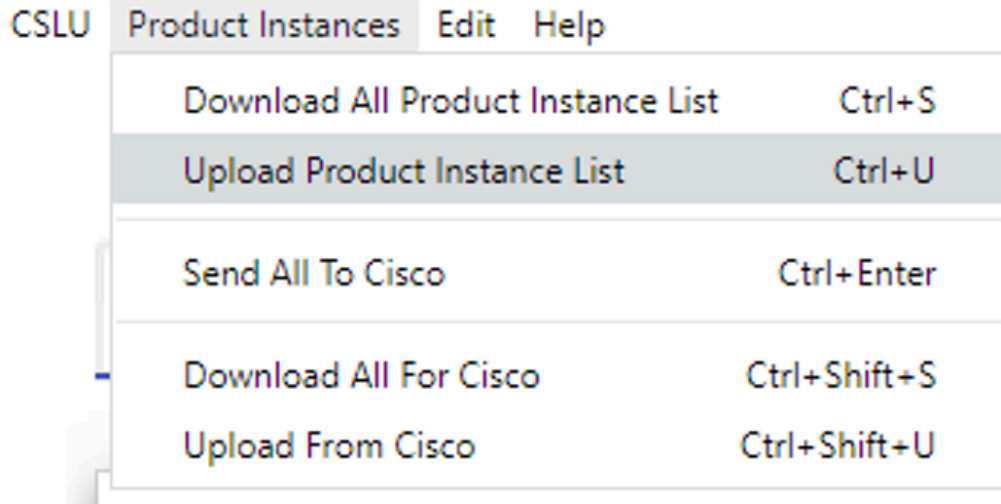 CSLU Product Instances Edit Help
Download All Product Instance List Ctrl+S
Upload Product Instance List Ctrl+U
Send All To Cisco Ctrl+Enter
Download All For Cisco Ctrl+Shift+S
Upload From Cisco Ctrl+Shift+U